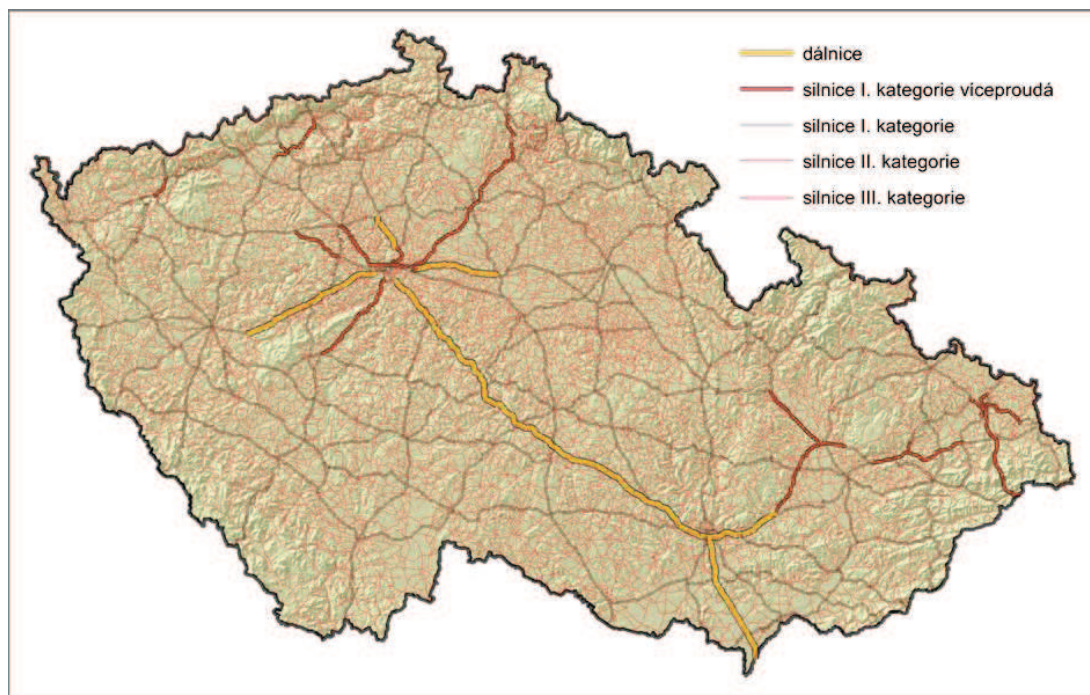 dálnice
silnice I. kategorie víceproudá
silnice I. kategorie
silnice II. kategorie
silnice III. kategorie